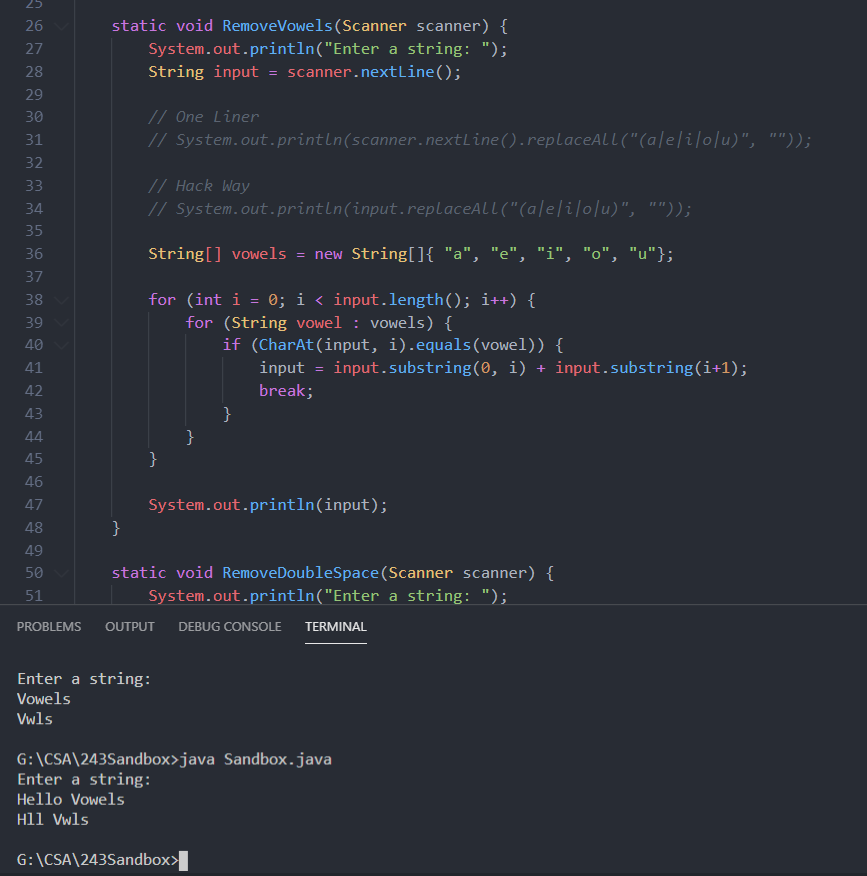 25
26 static void RemoveVowels(Scanner scanner) {
27 System.out.println("Enter a string: ");
28 String input = scanner.nextLine();
29
30 // One Liner
31 // System.out.println(scanner.nextLine().replaceAll("(a|e|i|o|u)", ""));
32
33 // Hack Way
34 // System.out.println(input.replaceAll("(a|e|i|o|u)", ""));
35
36 String[] vowels = new String[]{ "a", "e", "i", "o", "u"};
37
38 for (int i = 0; i < input.length(); i++) {
39 for (String vowel : vowels) {
40 if (CharAt(input, i).equals(vowel)) {
41 input = input.substring(0, i) + input.substring(i+1);
42 break;
43 }
44 }
45 }
46
47 System.out.println(input);
48 }
49
50 static void RemoveDoubleSpace(Scanner scanner) {
51 System.out.println("Enter a string: ");
PROBLEMS OUTPUT DEBUG CONSOLE TERMINAL
Enter a string:
Vowels
Vwls
G:\CSA\243Sandbox>java Sandbox.java
Enter a string:
Hello Vowels
Hll Vwls
G:\CSA\243Sandbox>